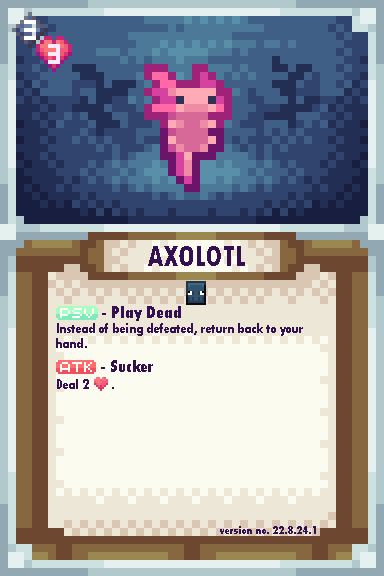 3
3
AXOLOTL
PSV - Play Dead
Instead of being defeated, return back to your
hand.
ATK - Sucker
Deal 2 .
version no. 22.8.24.1